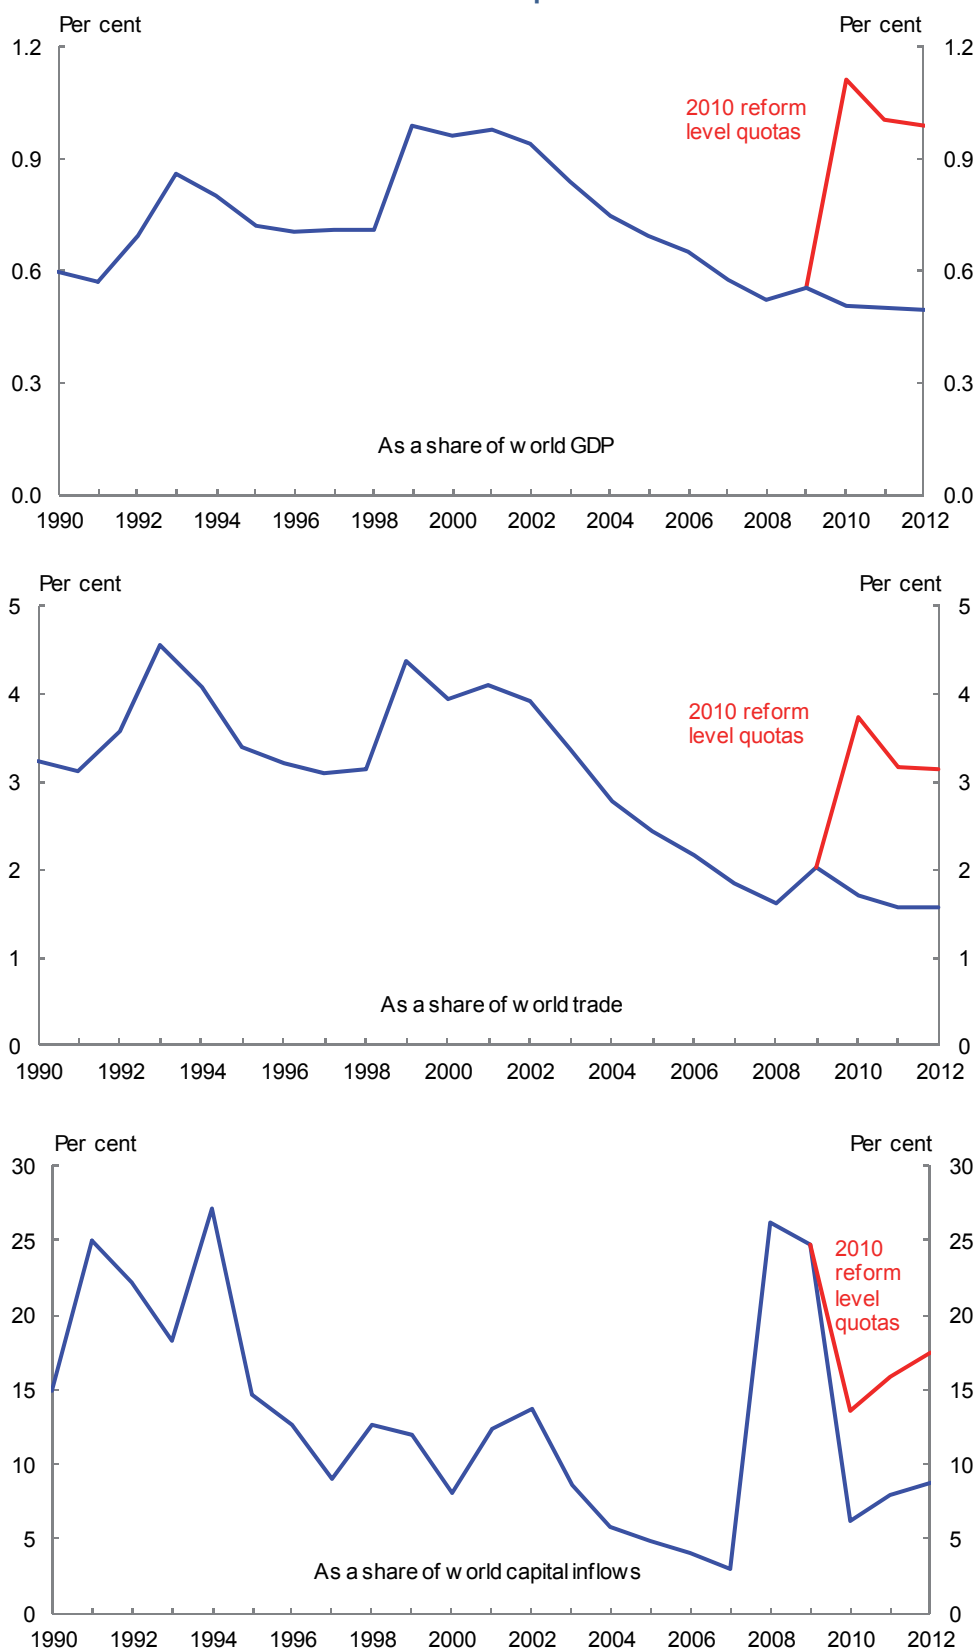 Per cent Per cent
1.2 1.2
2010 reform
level quotas
0.9 0.9
0.6 0.6
0.3 0.3
As a share of world GDP
0.0 0.0
1990 1992 1994 1996 1998 2000 2002 2004 2006 2008 2010 2012
Per cent Per cent
5 5
4 4
2010 reform
level quotas
3 3
2 2
1 1
As a share of world trade
0 0
1990 1992 1994 1996 1998 2000 2002 2004 2006 2008 2010 2012
Per cent Per cent
30 30
25 25
2010
reform
level
quotas
20 20
15 15
10 10
5 5
As a share of world capital inflows
0 0
1990 1992 1994 1996 1998 2000 2002 2004 2006 2008 2010 2012